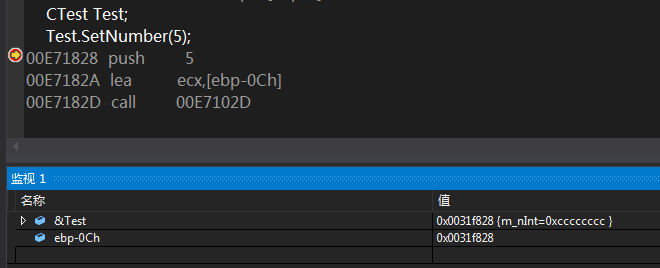 CTest Test;
Test.SetNumber(5);
00E71828 push 5
00E7182A lea ecx,[ebp-0Ch]
00E7182D call 00E7102D
监视 1
名称 值
&Test 0x0031f828 {m_nInt=0xcccccccc }
ebp-0Ch 0x0031f828